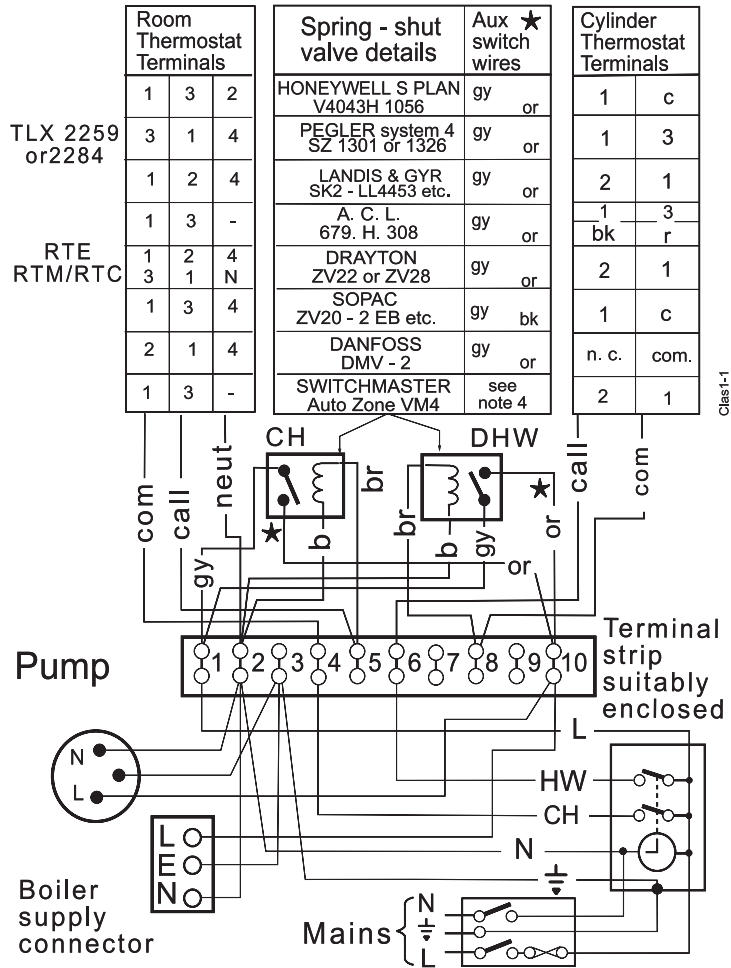 Room
Thermostat
Terminals
Spring - shut
valve details
Aux ★
switch
wires
Cylinder
Thermostat
Terminals
1 3 2 HONEYWELL S PLAN
V4043H 1056 gy or 1 c
TLX 2259
or2284
3 1 4 PEGLER system 4
SZ 1301 or 1326 gy or 1 3
1 2 4 LANDIS & GYR
SK2 - LL4453 etc. gy or 2 1
1 3 - A. C. L.
679. H. 308 gy or 1 3
bk r
RTE
RTM/RTC
1 2 4
3 1 N
DRAYTON
ZV22 or ZV28 gy or 2 1
1 3 4 SOPAC
ZV20 - 2 EB etc. gy bk 1 c
2 1 4 DANFOSS
DMV - 2 gy or n. c. com.
1 3 - SWITCHMASTER
Auto Zone VM4 see
note 4 2 1
Clas1-1
CH
DHW
com
call
neut
gy
★
b
br
br
b
gy
★
or
or
call
com
1 2 3 4 5 6 7 8 9 10
Terminal
strip
suitably
enclosed
Pump
N
L
L
HW
CH
N
L
E
N
Boiler
supply
connector
Mains
N
L